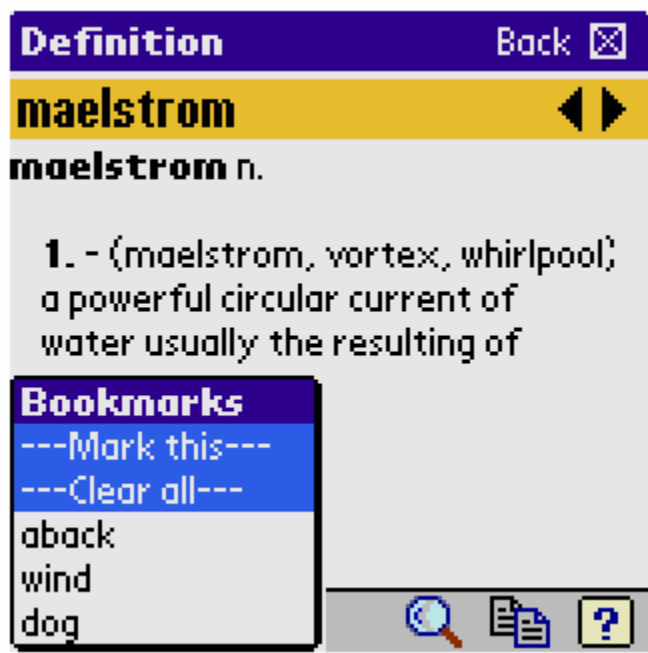 Definition Back
maelstrom
maelstrom n.
1. - (maelstrom, vortex, whirlpool)
a powerful circular current of
water usually the resulting of
Bookmarks
---Mark this---
---Clear all---
aback
wind
dog
?